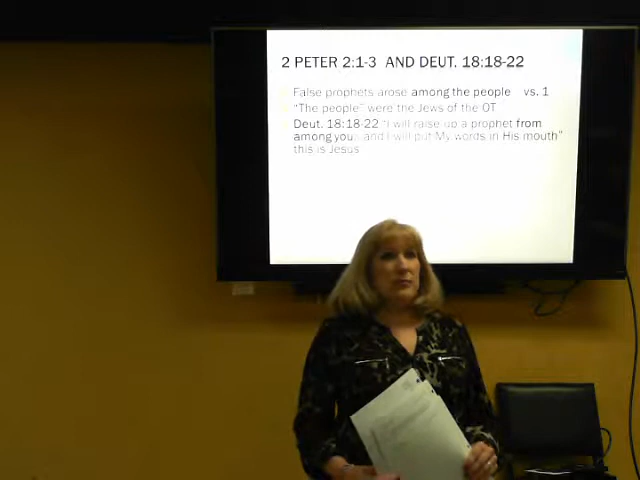 2 PETER 2:1-3 AND DEUT. 18:18-22
False prophets arose among the people vs. 1
"The people" were the Jews of the OT
Deut. 18:18-22 "I will raise up a prophet from
among you... and I will put My words in His mouth"
this is Jesus